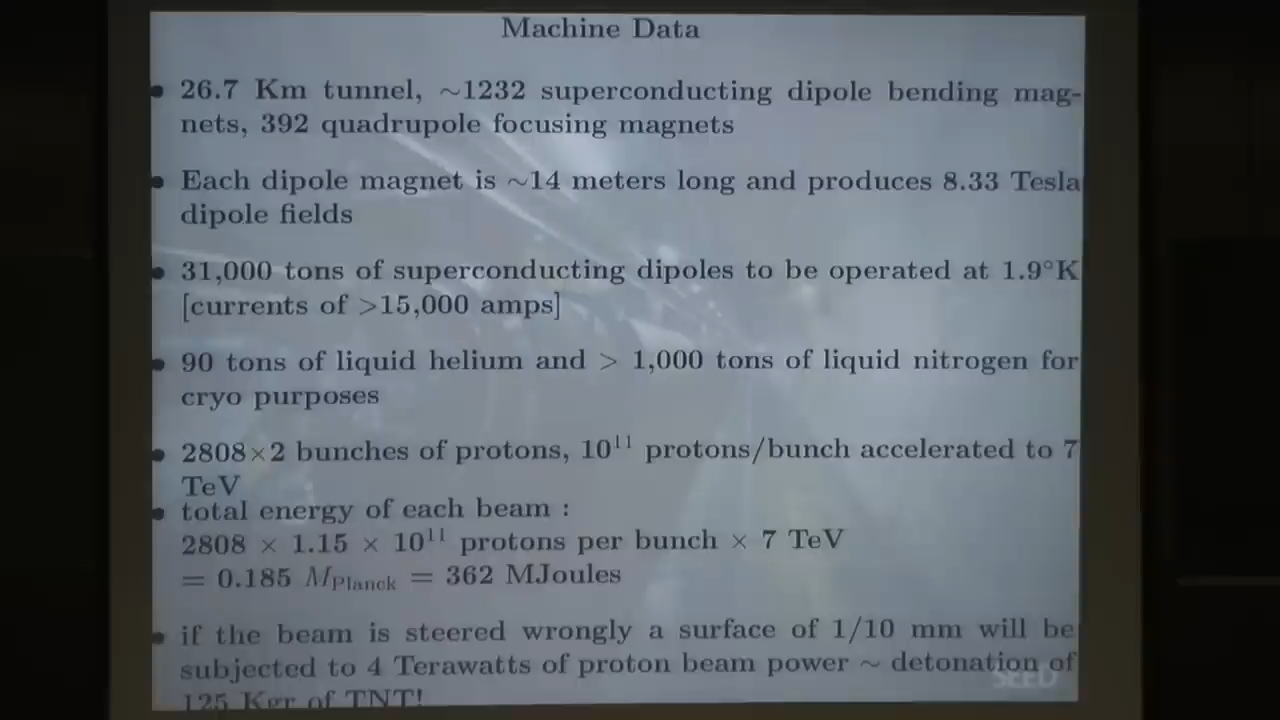 Machine Data
• 26.7 Km tunnel, ~1232 superconducting dipole bending mag-
nets, 392 quadrupole focusing magnets
• Each dipole magnet is ~14 meters long and produces 8.33 Tesla
dipole fields
• 31,000 tons of superconducting dipoles to be operated at 1.9°K
[currents of >15,000 amps]
• 90 tons of liquid helium and > 1,000 tons of liquid nitrogen for
cryo purposes
• 2808×2 bunches of protons, 10¹¹ protons/bunch accelerated to 7
TeV
• total energy of each beam :
2808 × 1.15 × 10¹¹ protons per bunch × 7 TeV
= 0.185 M_Planck = 362 MJoules
• if the beam is steered wrongly a surface of 1/10 mm will be
subjected to 4 Terawatts of proton beam power ~ detonation of
125 Kgr of TNT!
SEED